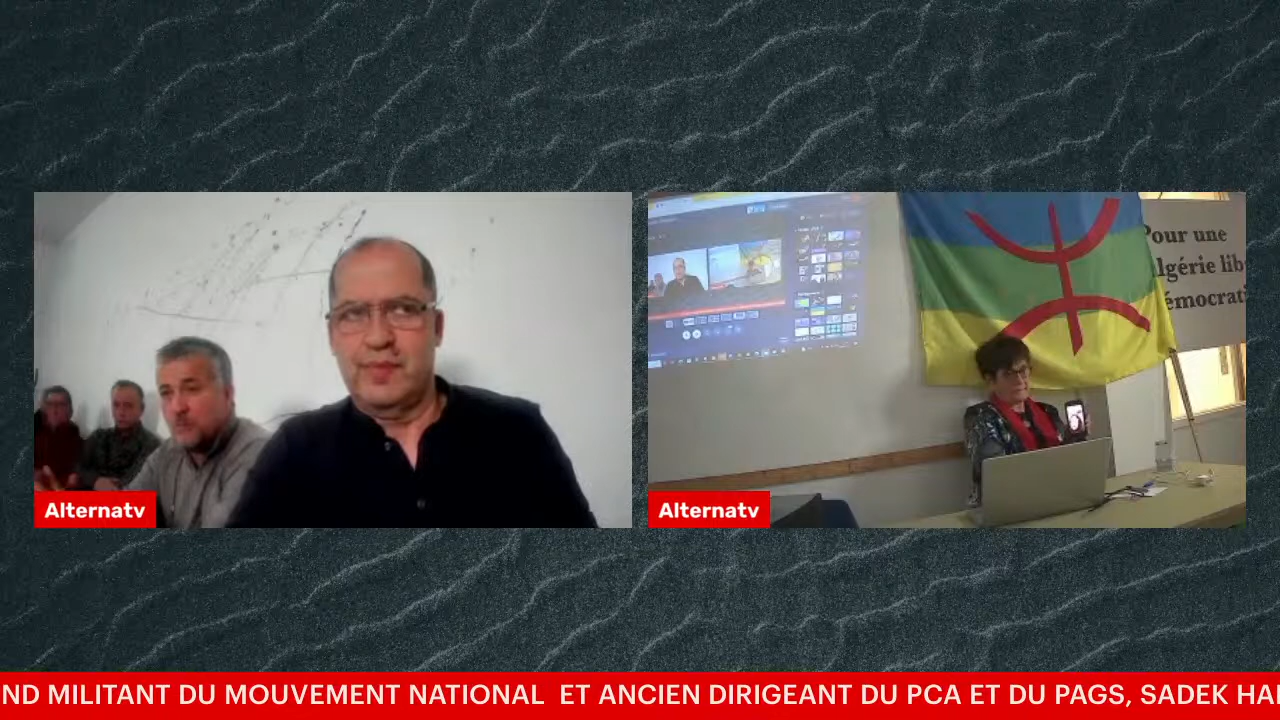 Pour une
lgérie lib
émocrati
Alternatv
Alternatv
ND MILITANT DU MOUVEMENT NATIONAL ET ANCIEN DIRIGEANT DU PCA ET DU PAGS, SADEK HA